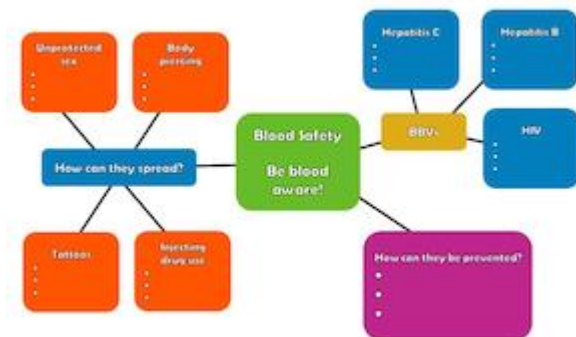 Unprotected
sex
Body
piercing
Hepatitis C
Hepatitis B
Blood Safety
Be blood
aware!
BBVs
HIV
How can they spread?
Tattoos
Injecting
drug use
How can they be prevented?